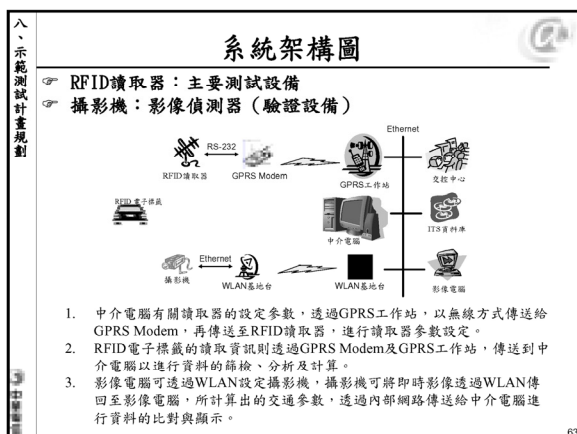 八、示範測試計畫規劃
系統架構圖
RFID讀取器：主要測試設備
攝影機：影像偵測器（驗證設備）
Ethernet
RS-232
RFID讀取器
GPRS Modem
GPRS工作站
交控中心
RFID 電子標籤
中介電腦
ITS資料庫
Ethernet
攝影機
WLAN基地台
WLAN基地台
影像電腦
1. 中介電腦有關讀取器的設定參數，透過GPRS工作站，以無線方式傳送給
GPRS Modem，再傳送至RFID讀取器，進行讀取器參數設定。
2. RFID電子標籤的讀取資訊則透過GPRS Modem及GPRS工作站，傳送到中
介電腦以進行資料的篩檢、分析及計算。
3. 影像電腦可透過WLAN設定攝影機，攝影機可將即時影像透過WLAN傳
回至影像電腦，所計算出的交通參數，透過內部網路傳送給中介電腦進
行資料的比對與顯示。
63